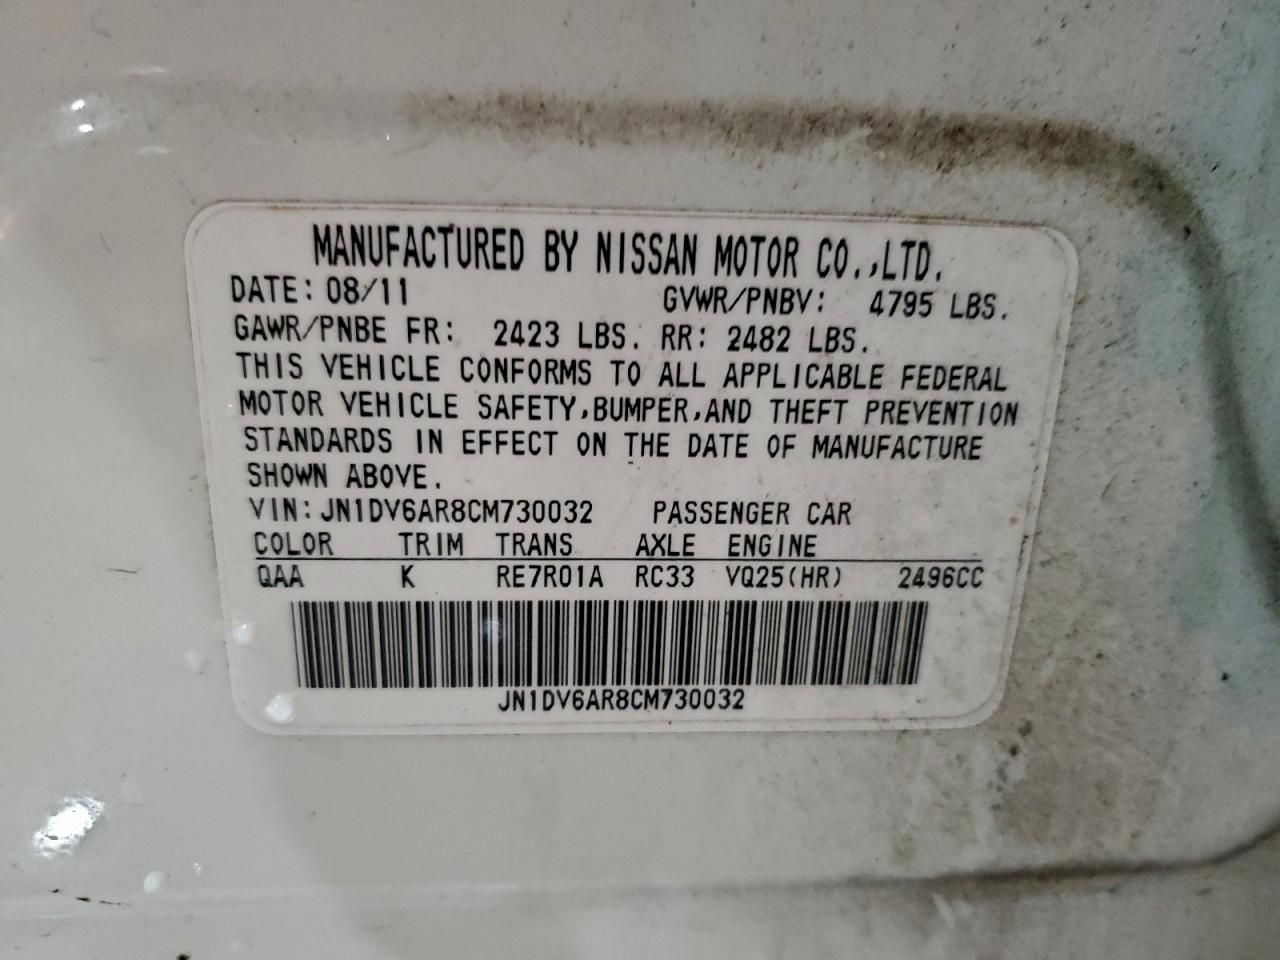 MANUFACTURED BY NISSAN MOTOR CO.,LTD.
DATE: 08/11 GVWR/PNBV: 4795 LBS.
GAWR/PNBE FR: 2423 LBS. RR: 2482 LBS.
THIS VEHICLE CONFORMS TO ALL APPLICABLE FEDERAL
MOTOR VEHICLE SAFETY,BUMPER,AND THEFT PREVENTION
STANDARDS IN EFFECT ON THE DATE OF MANUFACTURE
SHOWN ABOVE.
VIN:JN1DV6AR8CM730032 PASSENGER CAR
COLOR TRIM TRANS AXLE ENGINE
QAA K RE7R01A RC33 VQ25(HR) 2496CC
JN1DV6AR8CM730032